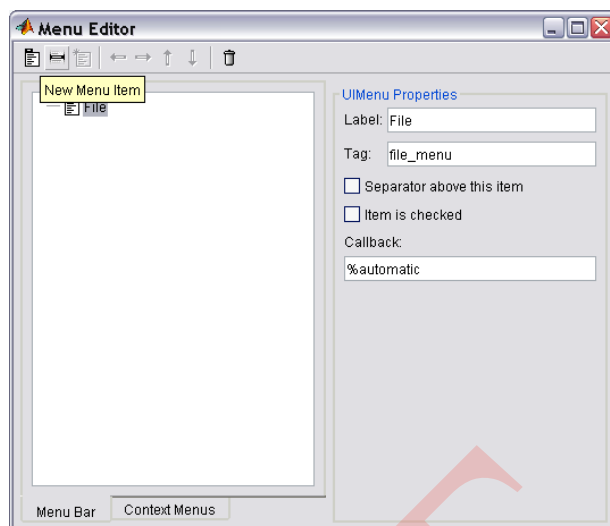 Menu Editor
New Menu Item
File
UIMenu Properties
Label: File
Tag: file_menu
Separator above this item
Item is checked
Callback:
%automatic
Menu Bar Context Menus